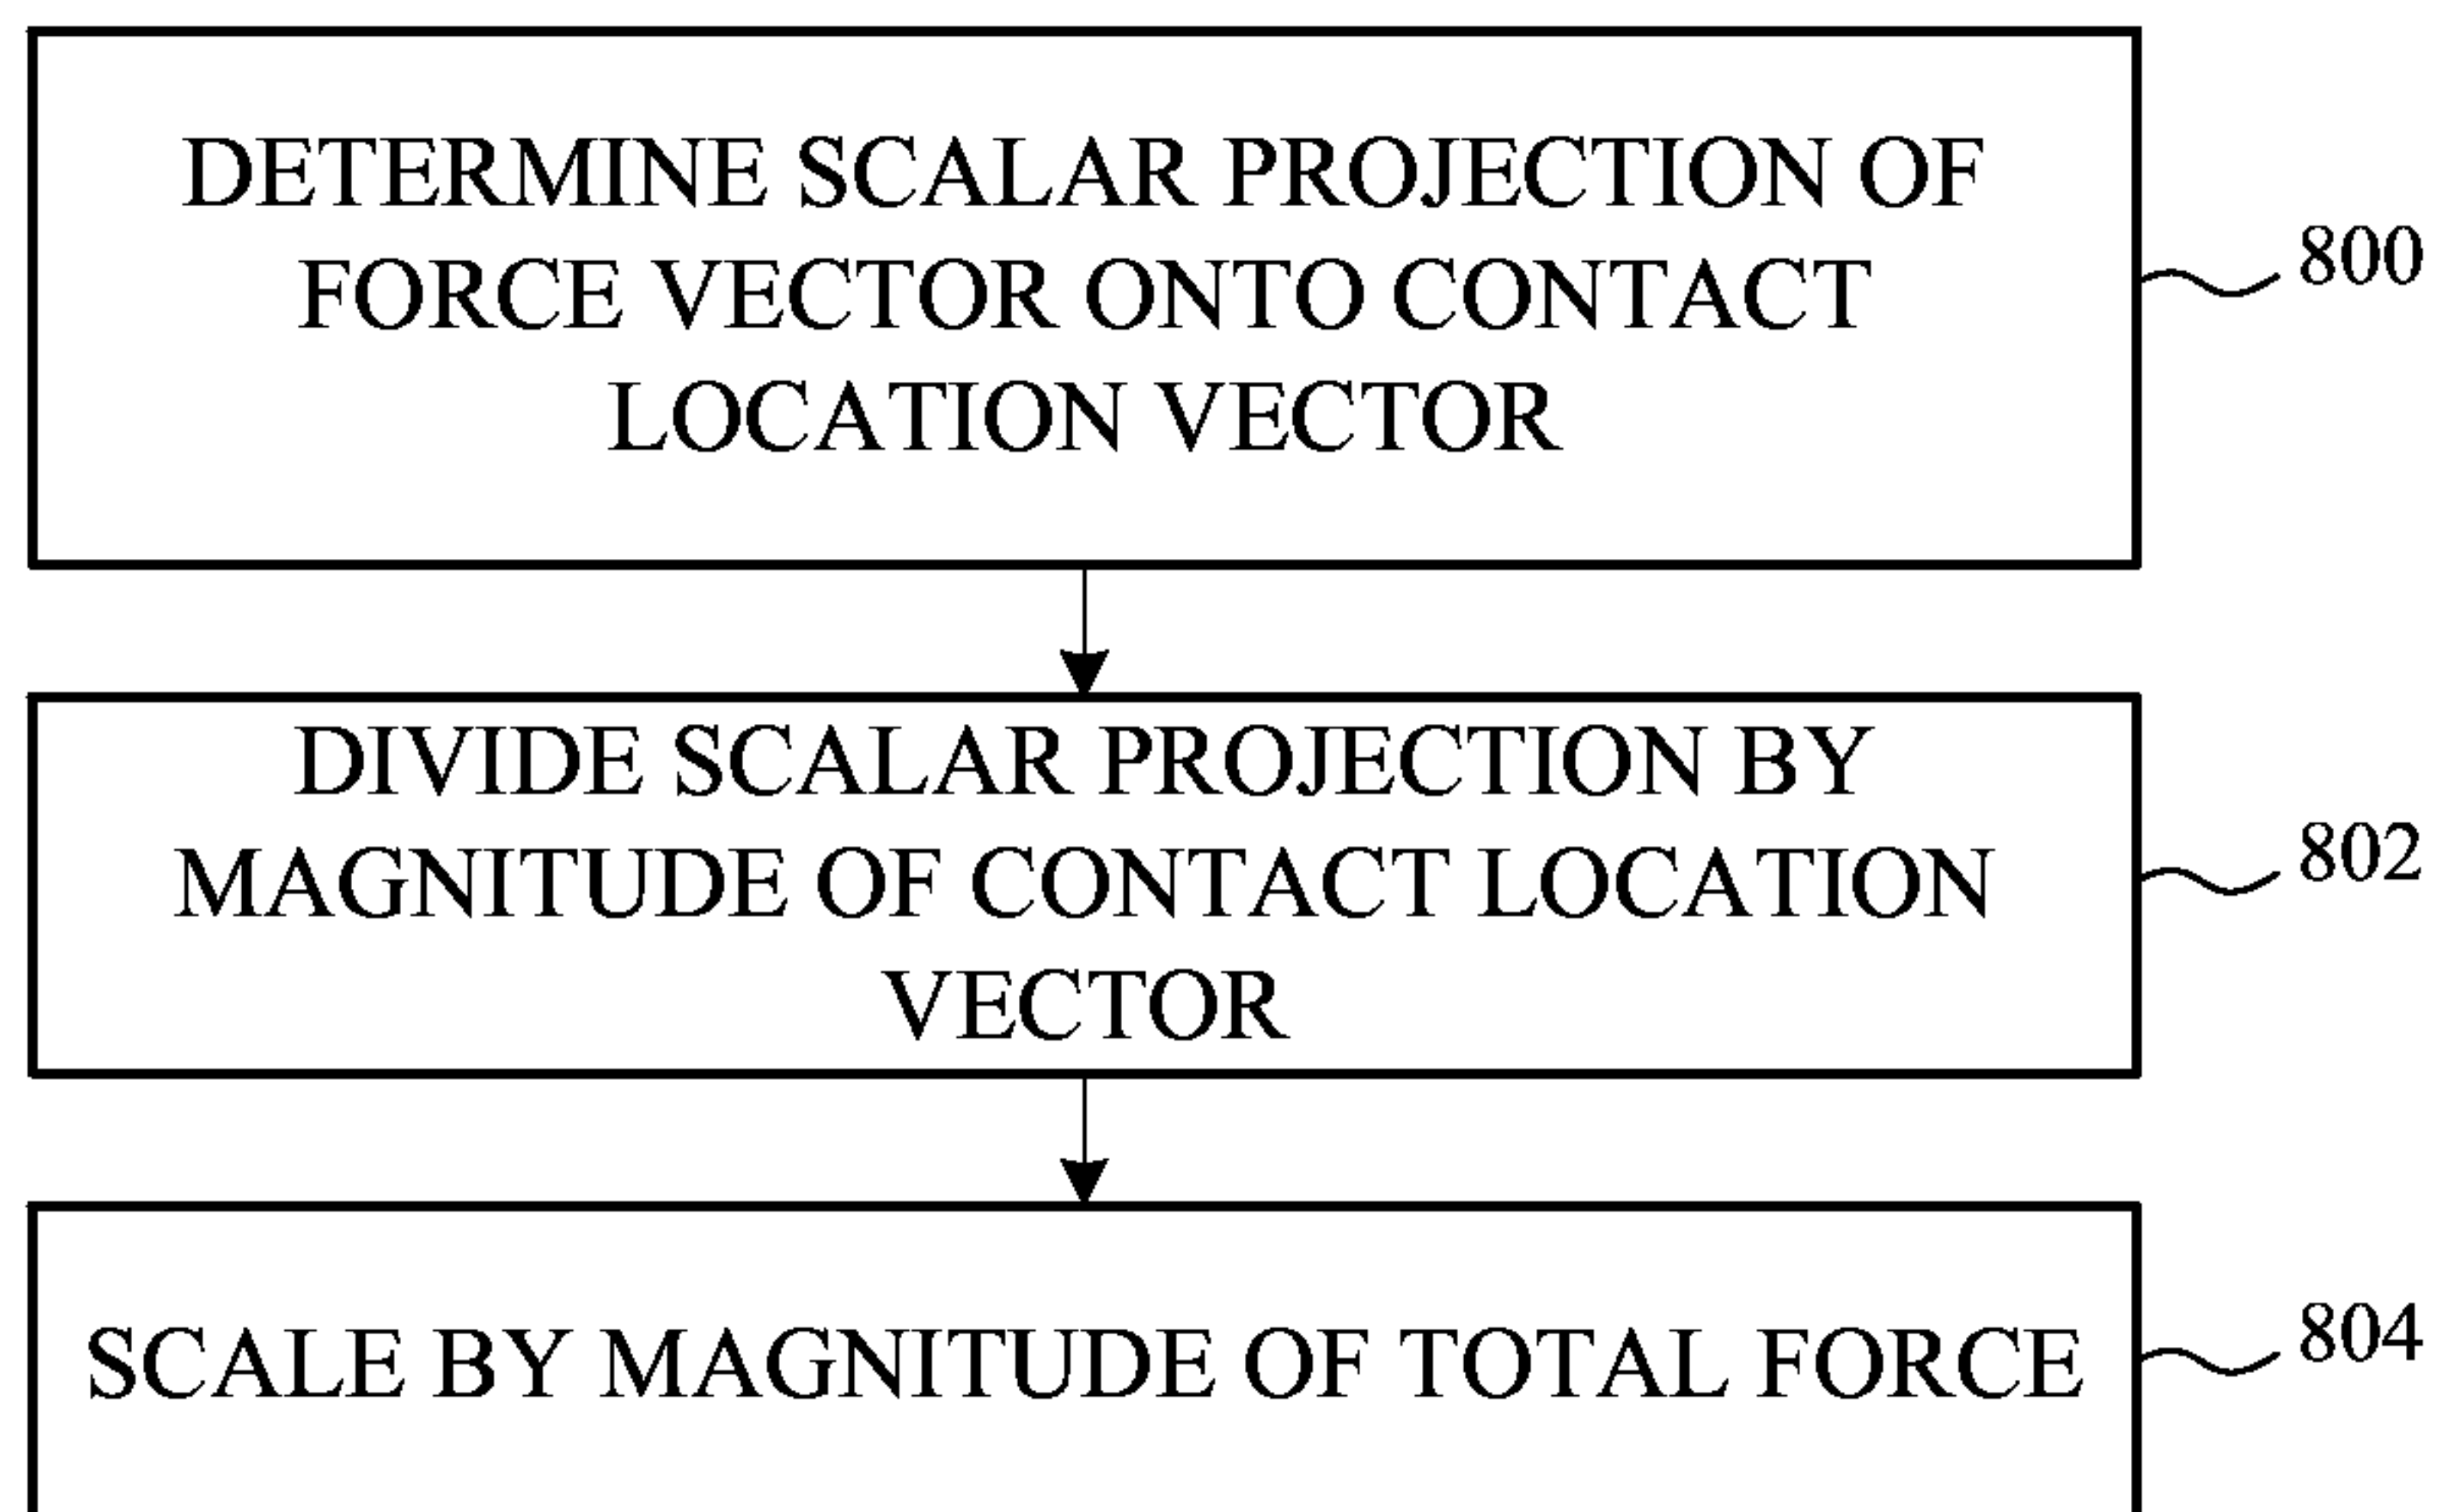 DETERMINE SCALAR PROJECTION OF
FORCE VECTOR ONTO CONTACT
LOCATION VECTOR
800
DIVIDE SCALAR PROJECTION BY
MAGNITUDE OF CONTACT LOCATION
VECTOR
802
SCALE BY MAGNITUDE OF TOTAL FORCE
804